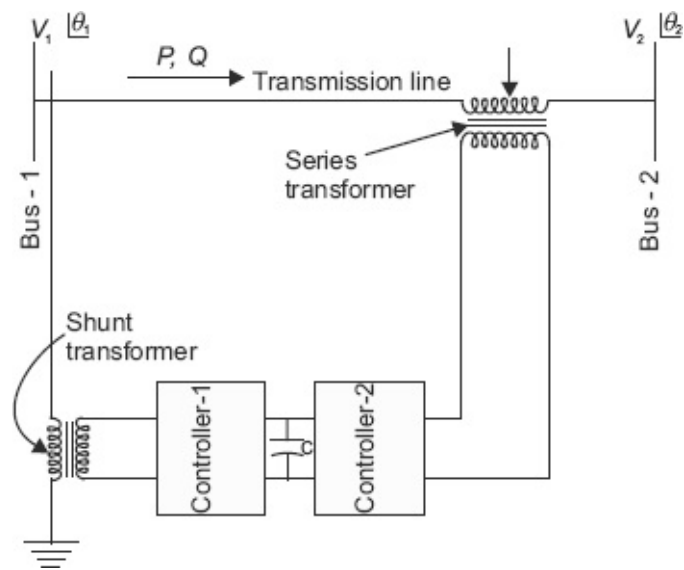 V₁ |θ₁
V₂ |θ₂
P, Q
Transmission line
Series
transformer
Bus - 1
Bus - 2
Shunt
transformer
Controller-1
C
Controller-2